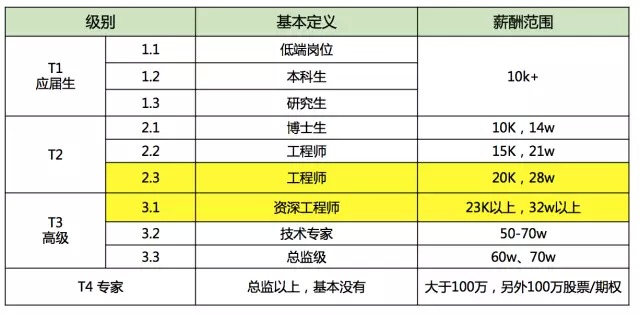 级别 基本定义 薪酬范围
T1 应届生 1.1 低端岗位 10k+
1.2 本科生
1.3 研究生
T2 2.1 博士生 10K，14w
2.2 工程师 15K，21w
2.3 工程师 20K，28w
T3 高级 3.1 资深工程师 23K以上，32w以上
3.2 技术专家 50-70w
3.3 总监级 60w、70w
T4 专家 总监以上，基本没有 大于100万，另外100万股票/期权